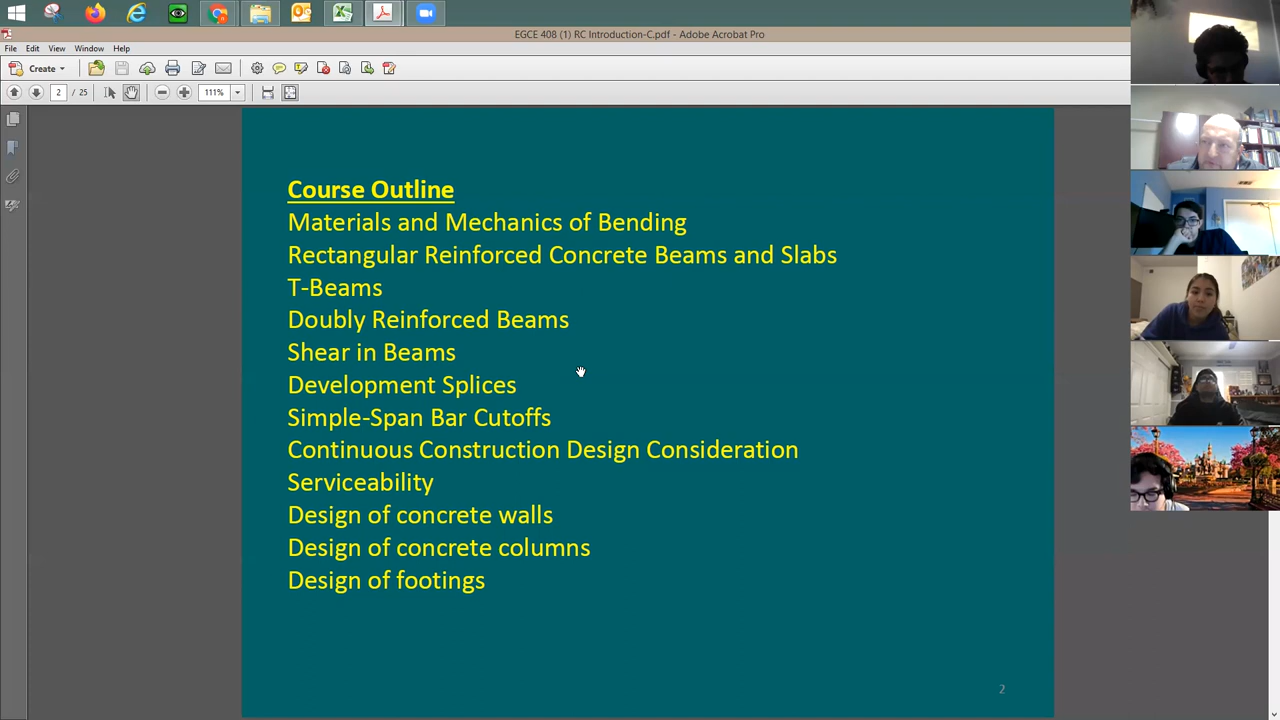 EGCE 408 (1) RC Introduction-C.pdf - Adobe Acrobat Pro
File Edit View Window Help
Create
2 / 25 111%
Course Outline
Materials and Mechanics of Bending
Rectangular Reinforced Concrete Beams and Slabs
T-Beams
Doubly Reinforced Beams
Shear in Beams
Development Splices
Simple-Span Bar Cutoffs
Continuous Construction Design Consideration
Serviceability
Design of concrete walls
Design of concrete columns
Design of footings
2